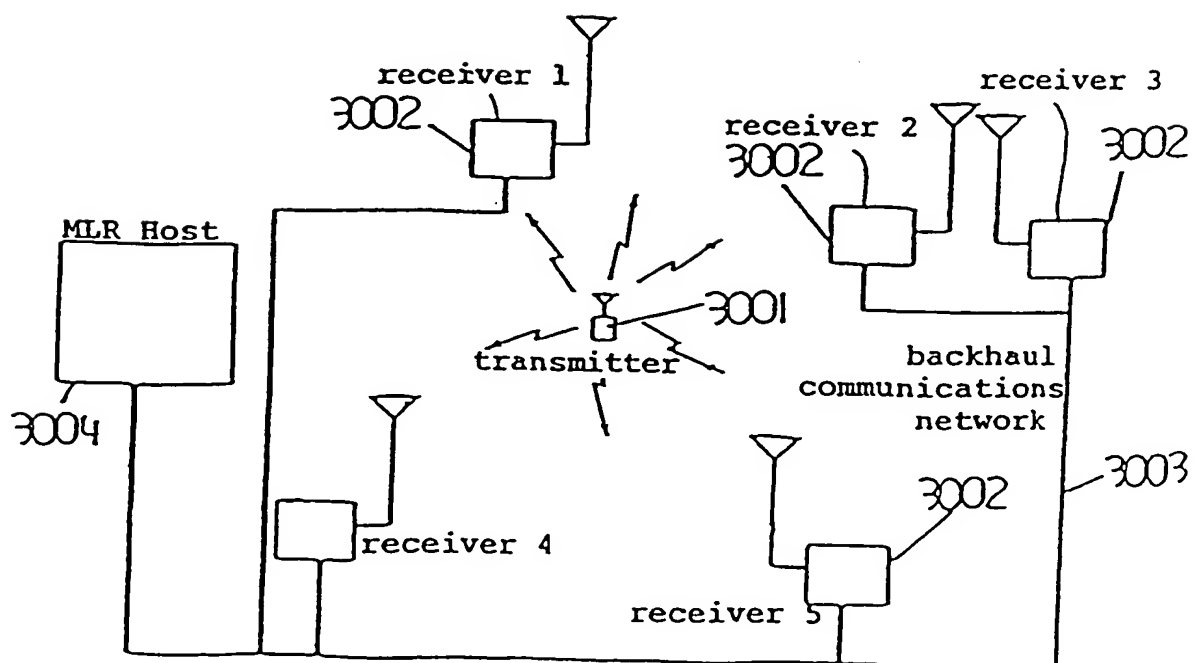 receiver 1
3002
receiver 3
receiver 2
3002
3002
MLR Host
3001
transmitter
backhaul
communications
network
3004
3003
3002
receiver 4
receiver 5